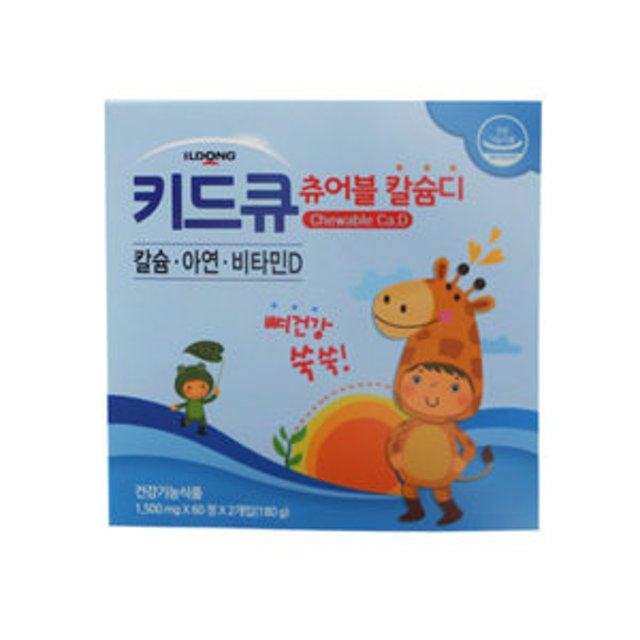 ILDONG
키드큐 츄어블 칼슘디
Chewable Ca.D
칼슘·아연·비타민D
뼈건강
쑥쑥!
건강기능식품
1,500 mg X 60 정 X 2개입(180 g)